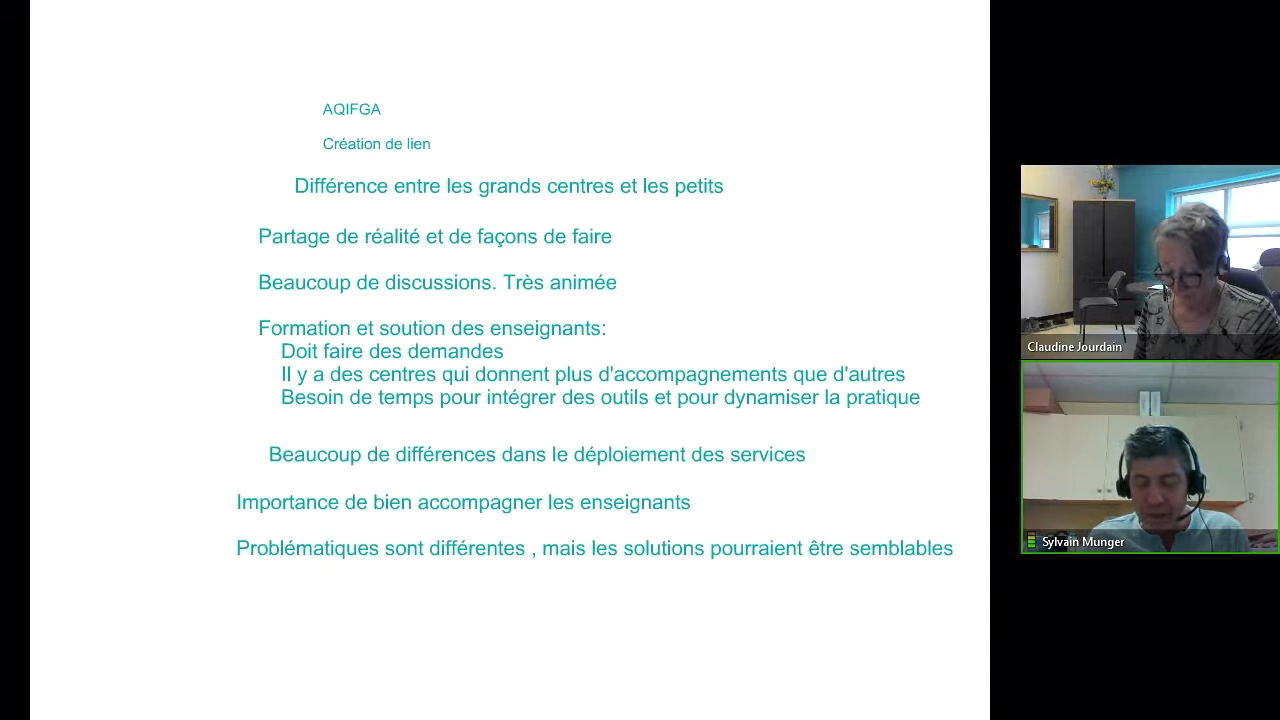 AQIFGA
Création de lien
Différence entre les grands centres et les petits
Partage de réalité et de façons de faire
Beaucoup de discussions. Très animée
Formation et soution des enseignants:
Doit faire des demandes
Il y a des centres qui donnent plus d'accompagnements que d'autres
Besoin de temps pour intégrer des outils et pour dynamiser la pratique
Beaucoup de différences dans le déploiement des services
Importance de bien accompagner les enseignants
Problématiques sont différentes , mais les solutions pourraient être semblables
Claudine Jourdain
Sylvain Munger